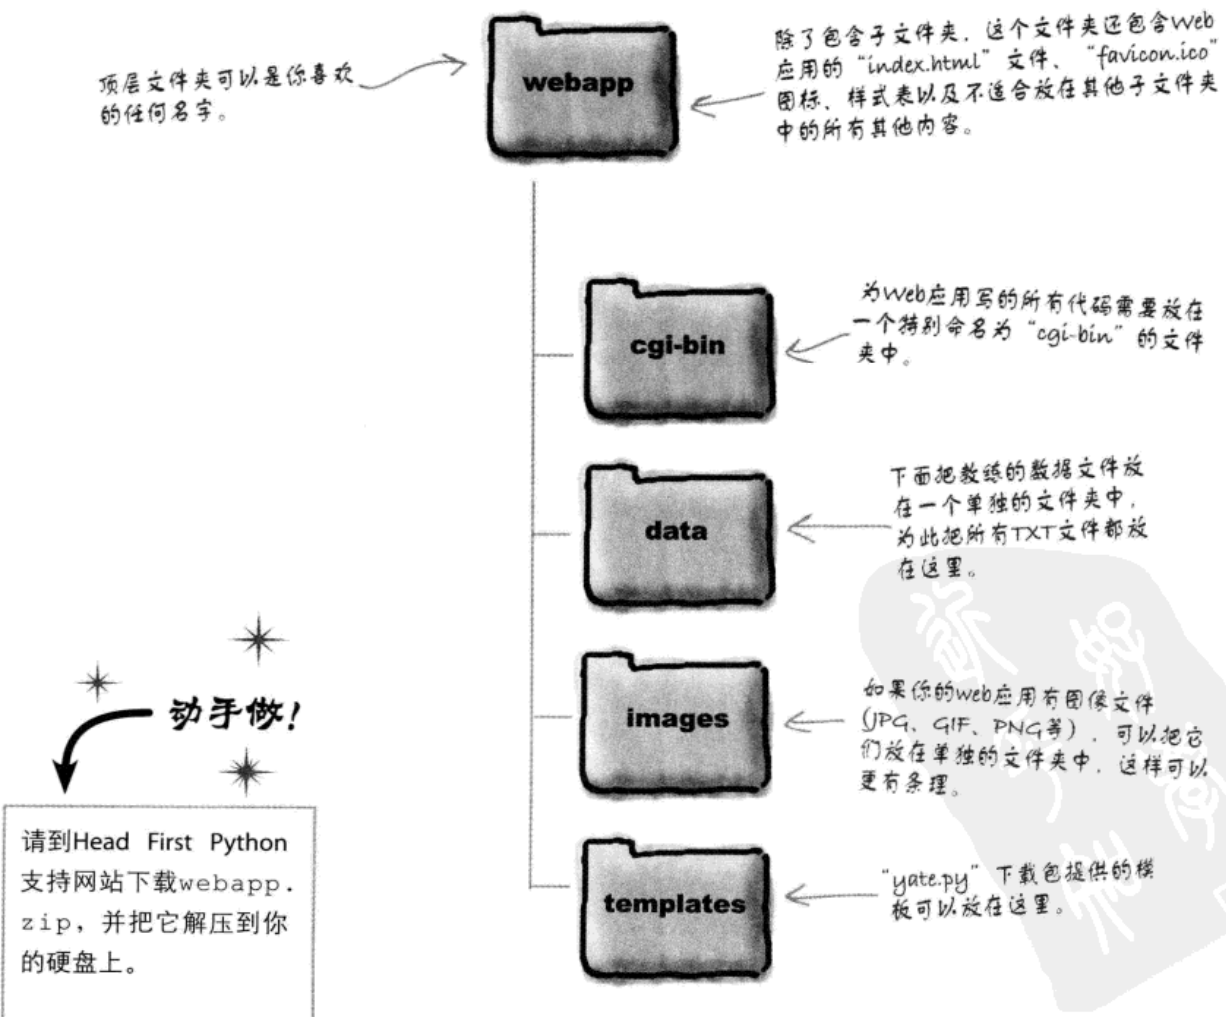 顶层文件夹可以是你喜欢
的任何名字。
webapp
除了包含子文件夹，这个文件夹还包含Web
应用的“index.html”文件、“favicon.ico”
图标、样式表以及不适合放在其他子文件夹
中的所有其他内容。
cgi-bin
为Web应用写的所有代码需要放在
一个特别命名为“cgi-bin”的文件
夹中。
data
下面把教练的数据文件放
在一个单独的文件夹中，
为此把所有TXT文件都放
在这里。
images
如果你的web应用有图像文件
(JPG、GIF、PNG等)，可以把它
们放在单独的文件夹中，这样可以
更有条理。
templates
“yate.py”下载包提供的模
板可以放在这里。
动手做！
请到Head First Python
支持网站下载webapp.
zip，并把它解压到你
的硬盘上。